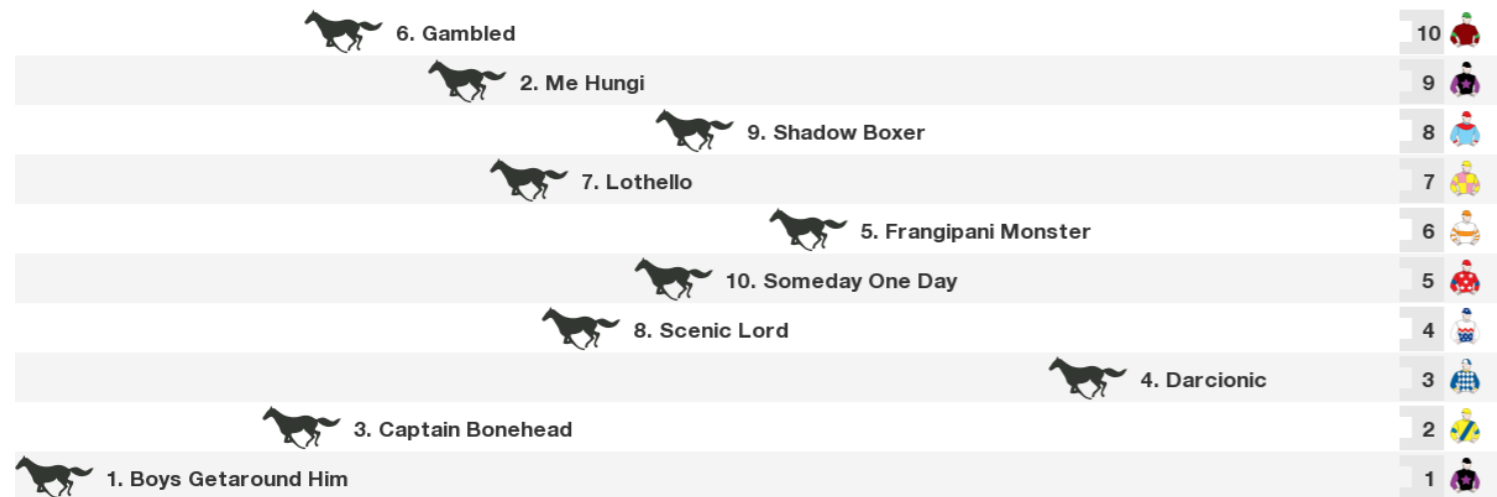 6. Gambled 10
2. Me Hungi 9
9. Shadow Boxer 8
7. Lothello 7
5. Frangipani Monster 6
10. Someday One Day 5
8. Scenic Lord 4
4. Darcionic 3
3. Captain Bonehead 2
1. Boys Getaround Him 1